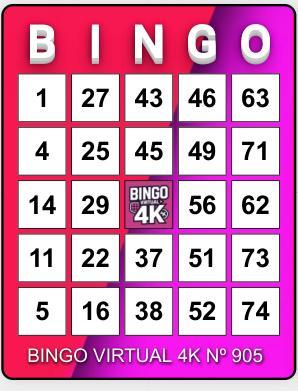 B I N G O
1 27 43 46 63
4 25 45 49 71
14 29 BINGO VIRTUAL 4K 56 62
11 22 37 51 73
5 16 38 52 74
BINGO VIRTUAL 4K Nº 905